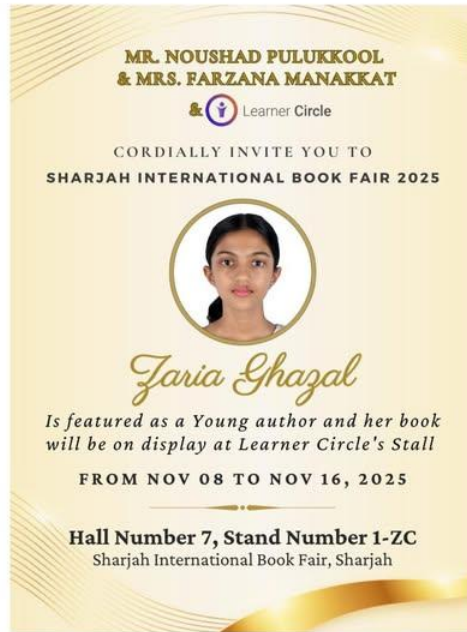 MR. NOUSHAD PULUKKOOL
& MRS. FARZANA MANAKKAT
& Learner Circle
CORDIALLY INVITE YOU TO
SHARJAH INTERNATIONAL BOOK FAIR 2025
Zaria Ghazal
Is featured as a Young author and her book
will be on display at Learner Circle's Stall
FROM NOV 08 TO NOV 16, 2025
Hall Number 7, Stand Number 1-ZC
Sharjah International Book Fair, Sharjah